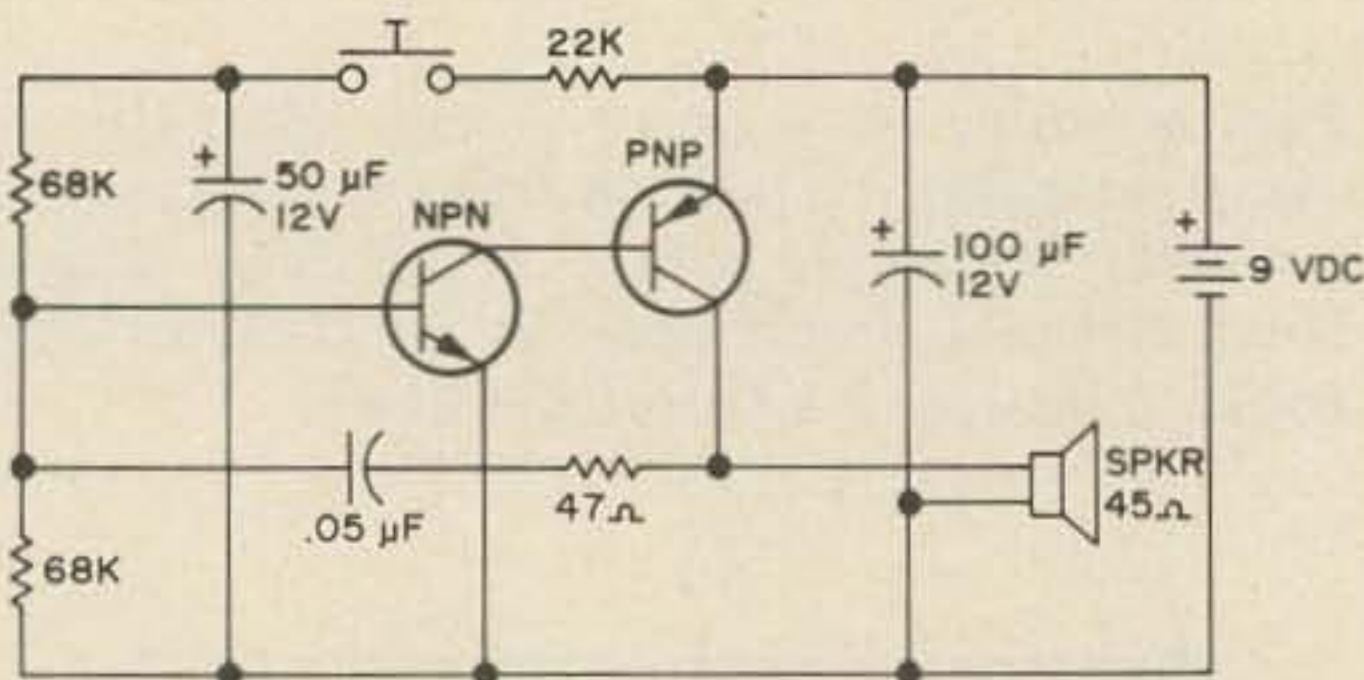 22K
PNP
+
68K
50 µF
12V
NPN
+
100 µF
12V
+
9 VDC
SPKR
45Ω
.05 µF
47Ω
68K